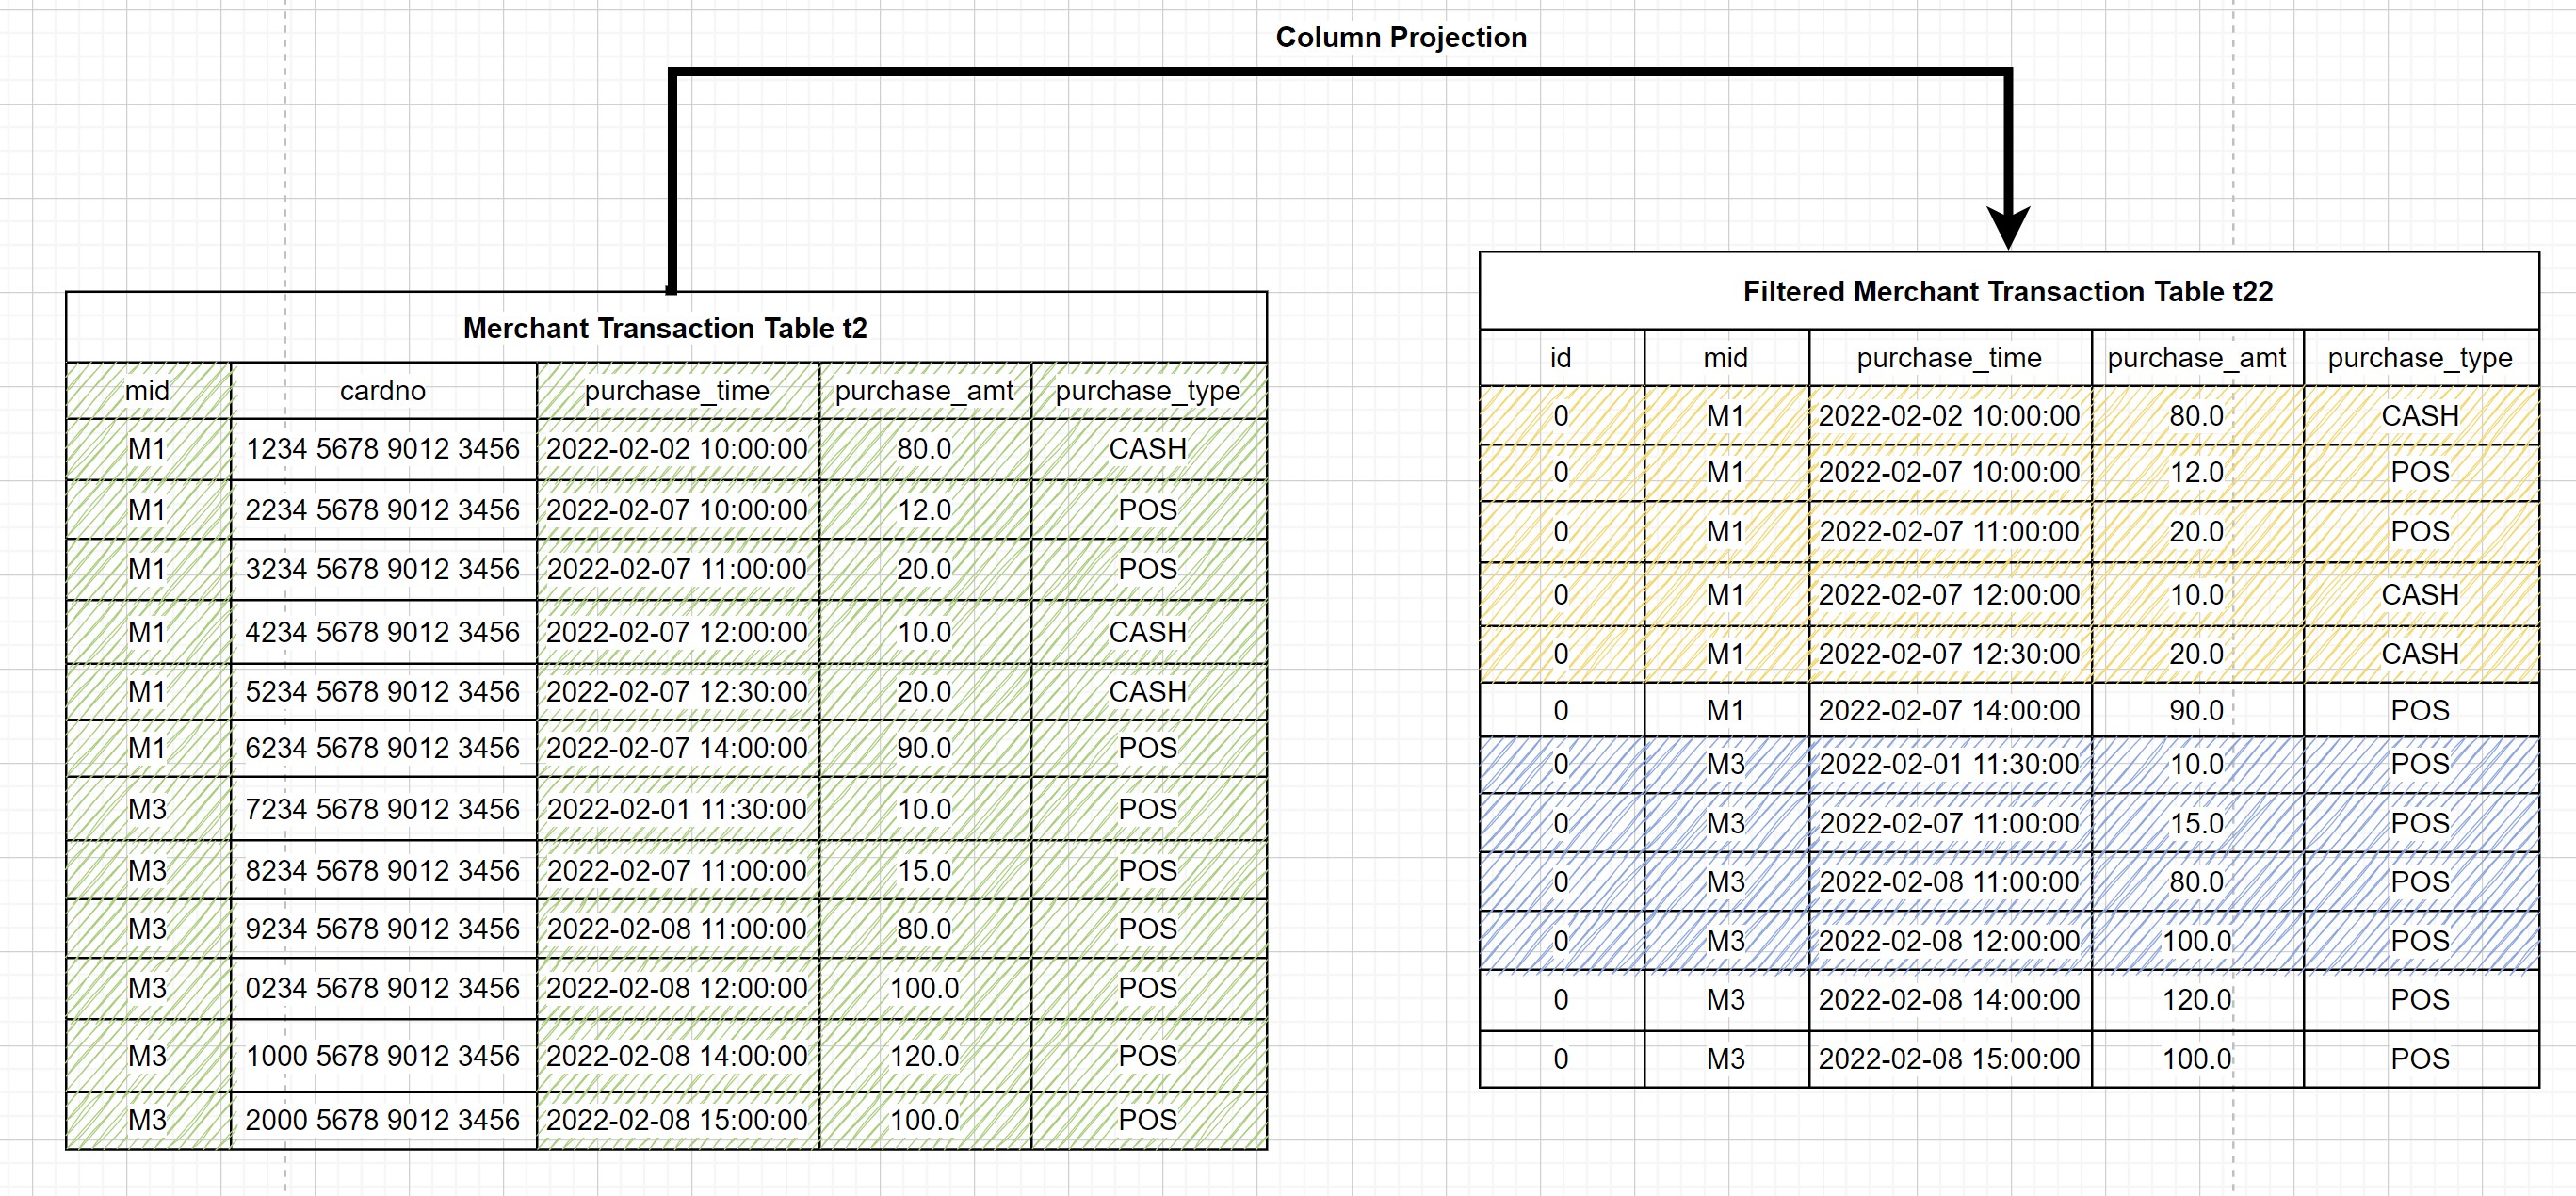 Column Projection
Merchant Transaction Table t2
mid cardno purchase_time purchase_amt purchase_type
M1 1234 5678 9012 3456 2022-02-02 10:00:00 80.0 CASH
M1 2234 5678 9012 3456 2022-02-07 10:00:00 12.0 POS
M1 3234 5678 9012 3456 2022-02-07 11:00:00 20.0 POS
M1 4234 5678 9012 3456 2022-02-07 12:00:00 10.0 CASH
M1 5234 5678 9012 3456 2022-02-07 12:30:00 20.0 CASH
M1 6234 5678 9012 3456 2022-02-07 14:00:00 90.0 POS
M3 7234 5678 9012 3456 2022-02-01 11:30:00 10.0 POS
M3 8234 5678 9012 3456 2022-02-07 11:00:00 15.0 POS
M3 9234 5678 9012 3456 2022-02-08 11:00:00 80.0 POS
M3 0234 5678 9012 3456 2022-02-08 12:00:00 100.0 POS
M3 1000 5678 9012 3456 2022-02-08 14:00:00 120.0 POS
M3 2000 5678 9012 3456 2022-02-08 15:00:00 100.0 POS
Filtered Merchant Transaction Table t22
id mid purchase_time purchase_amt purchase_type
0 M1 2022-02-02 10:00:00 80.0 CASH
0 M1 2022-02-07 10:00:00 12.0 POS
0 M1 2022-02-07 11:00:00 20.0 POS
0 M1 2022-02-07 12:00:00 10.0 CASH
0 M1 2022-02-07 12:30:00 20.0 CASH
0 M1 2022-02-07 14:00:00 90.0 POS
0 M3 2022-02-01 11:30:00 10.0 POS
0 M3 2022-02-07 11:00:00 15.0 POS
0 M3 2022-02-08 11:00:00 80.0 POS
0 M3 2022-02-08 12:00:00 100.0 POS
0 M3 2022-02-08 14:00:00 120.0 POS
0 M3 2022-02-08 15:00:00 100.0 POS